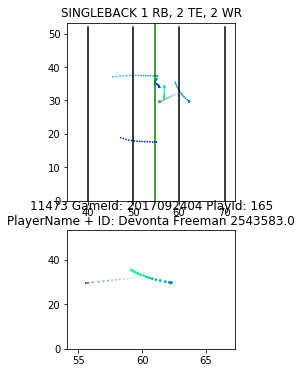 SINGLEBACK 1 RB, 2 TE, 2 WR
50
40
30
20
10
0
40 50 60 70
11473 GameId: 2017092404 PlayId: 165
PlayerName + ID: Devonta Freeman 2543583.0
40
20
0
55 60 65